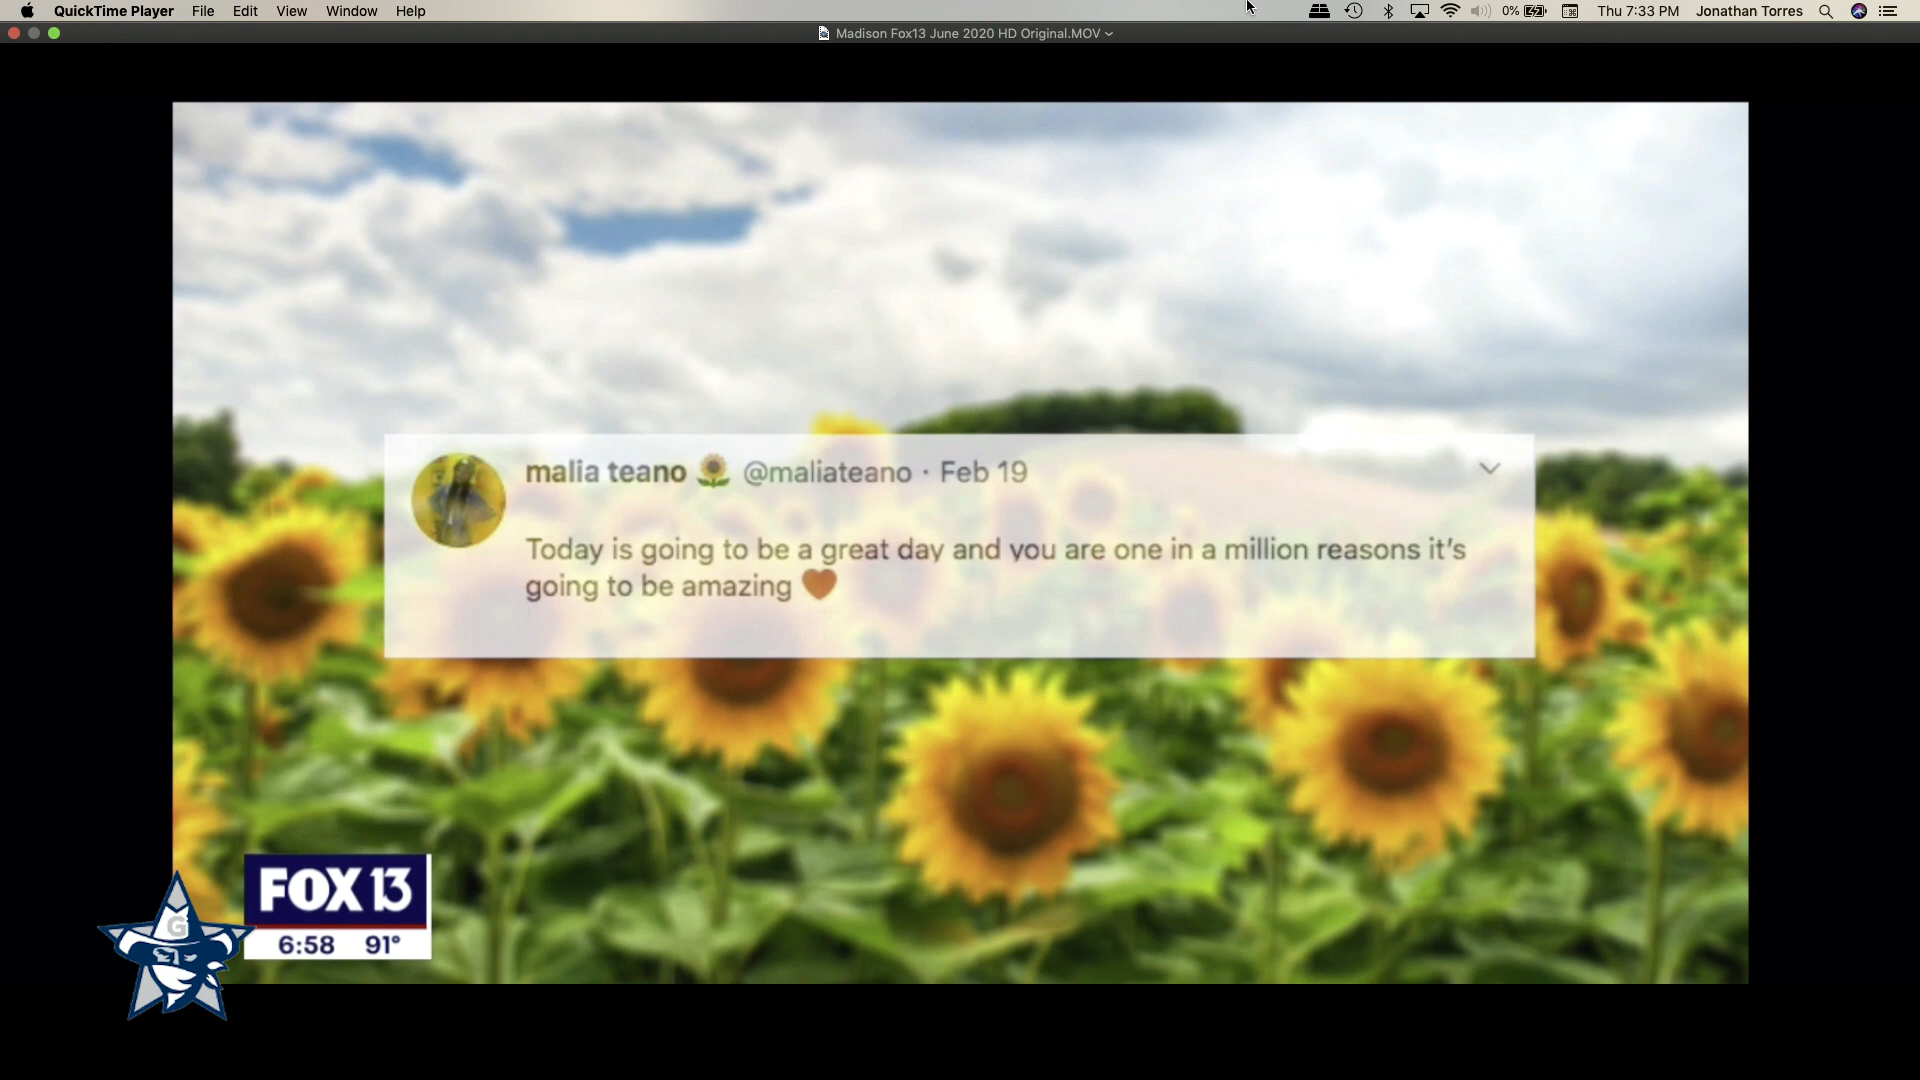 QuickTime Player File Edit View Window Help 0% Thu 7:33 PM Jonathan Torres
Madison Fox13 June 2020 HD Original.MOV
malia teano 🌻 @maliateano · Feb 19
Today is going to be a great day and you are one in a million reasons it's
going to be amazing 🧡
G
FOX 13
6:58 91°